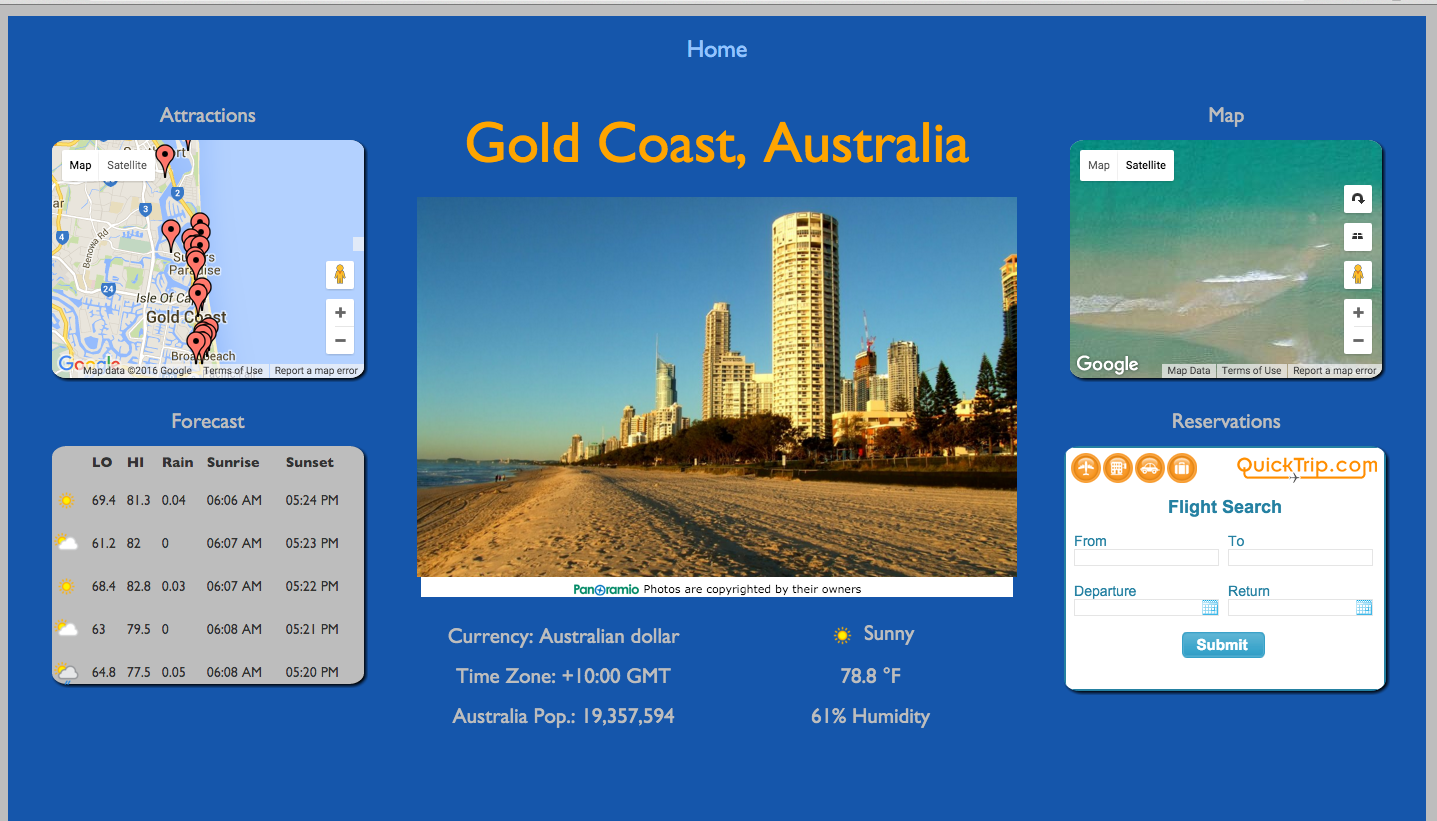 Home
Attractions
Map Satellite
2
3
4
Benowa Rd
Paradise
24
Isle Of Cap
Gold Coast
Broadbeach
Google
Map data ©2016 Google Terms of Use Report a map error
Forecast
LO HI Rain Sunrise Sunset
69.4 81.3 0.04 06:06 AM 05:24 PM
61.2 82 0 06:07 AM 05:23 PM
68.4 82.8 0.03 06:07 AM 05:22 PM
63 79.5 0 06:08 AM 05:21 PM
64.8 77.5 0.05 06:08 AM 05:20 PM
Gold Coast, Australia
Panoramio Photos are copyrighted by their owners
Currency: Australian dollar
Time Zone: +10:00 GMT
Australia Pop.: 19,357,594
Sunny
78.8 °F
61% Humidity
Map
Map Satellite
Google
Map Data Terms of Use Report a map error
Reservations
QuickTrip.com
Flight Search
From To
Departure Return
Submit